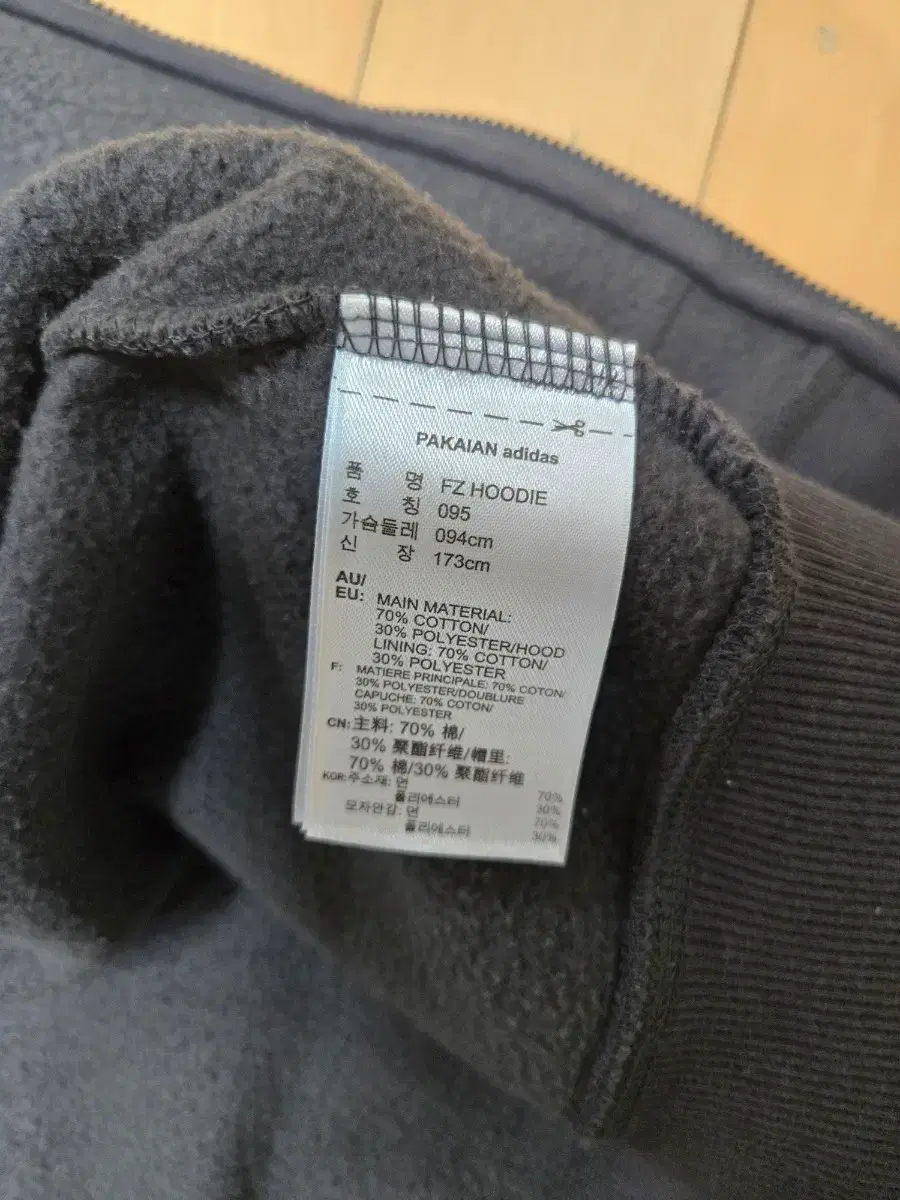 PAKAIAN adidas
품 명 FZ HOODIE
호 칭 095
가슴둘레 094cm
신 장 173cm
AU/
EU: MAIN MATERIAL:
70% COTTON/
30% POLYESTER/HOOD
LINING: 70% COTTON/
30% POLYESTER
F: MATIERE PRINCIPALE: 70% COTON/
30% POLYESTER/DOUBLURE
CAPUCHE: 70% COTON/
30% POLYESTER
CN: 主料: 70% 棉/
30% 聚酯纤维/帽里:
70% 棉/30% 聚酯纤维
KOR: 주소재: 면 70%
폴리에스터 30%
모자안감: 면 70%
폴리에스터 30%